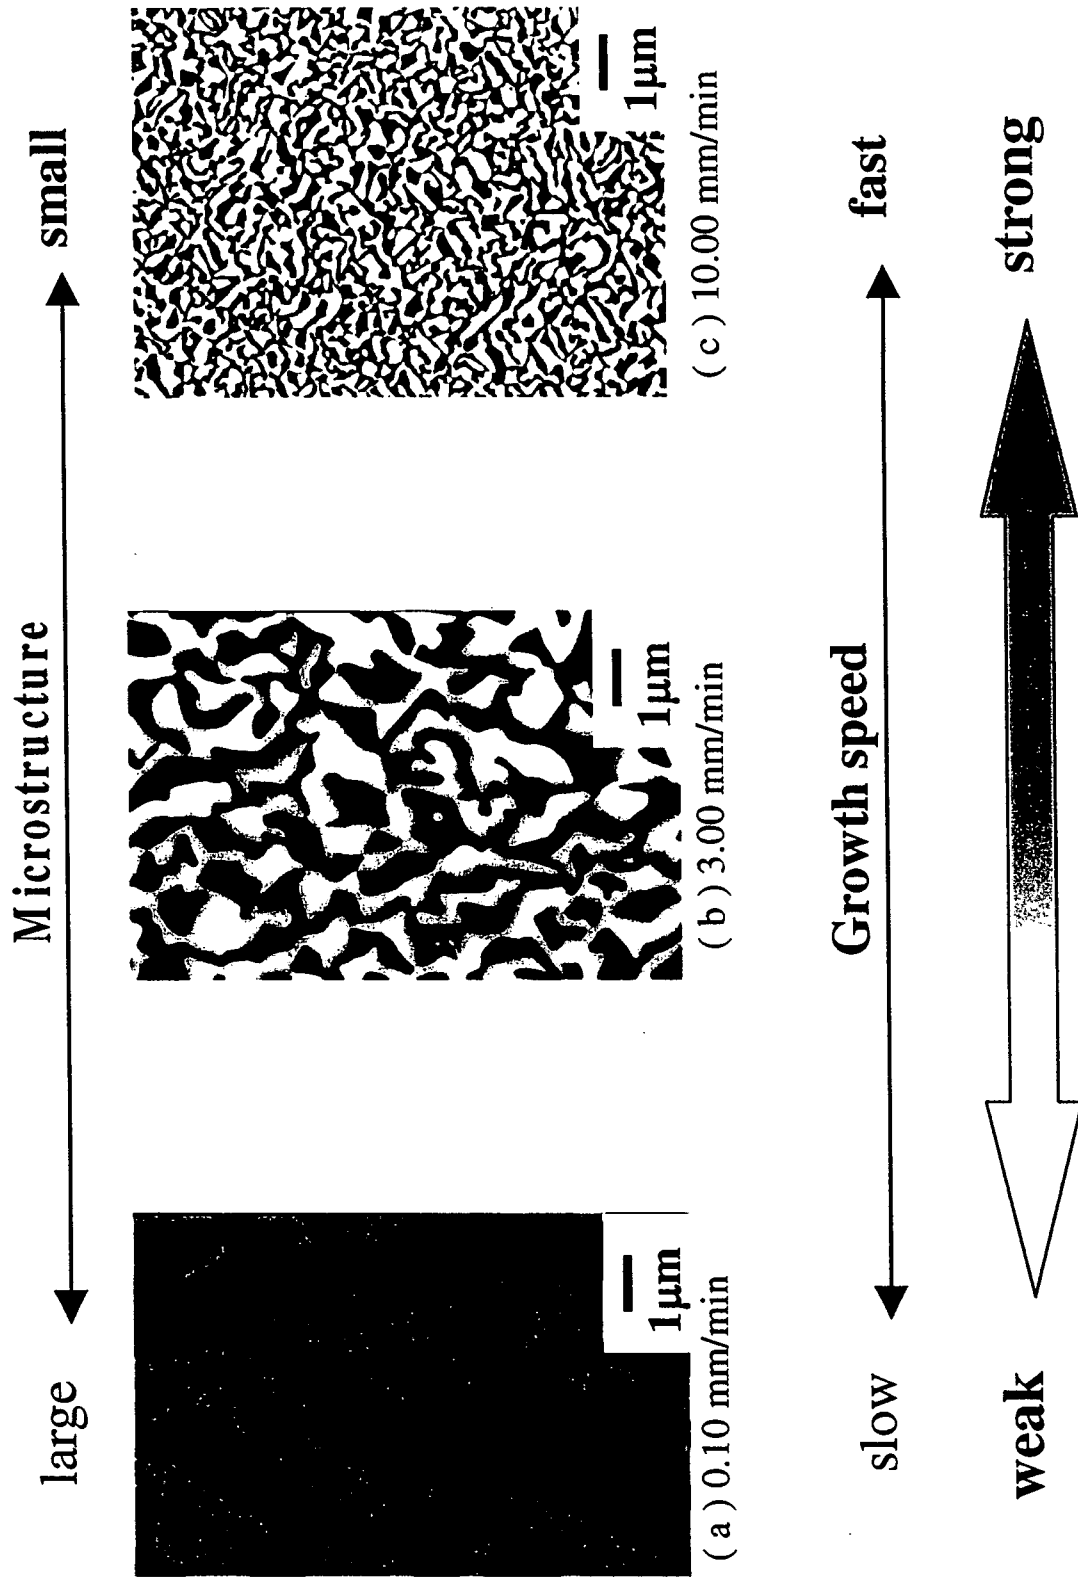 Microstructure
large
small
1μm
1μm
1μm
( a ) 0.10 mm/min
( b ) 3.00 mm/min
( c ) 10.00 mm/min
Growth speed
slow
fast
weak
strong